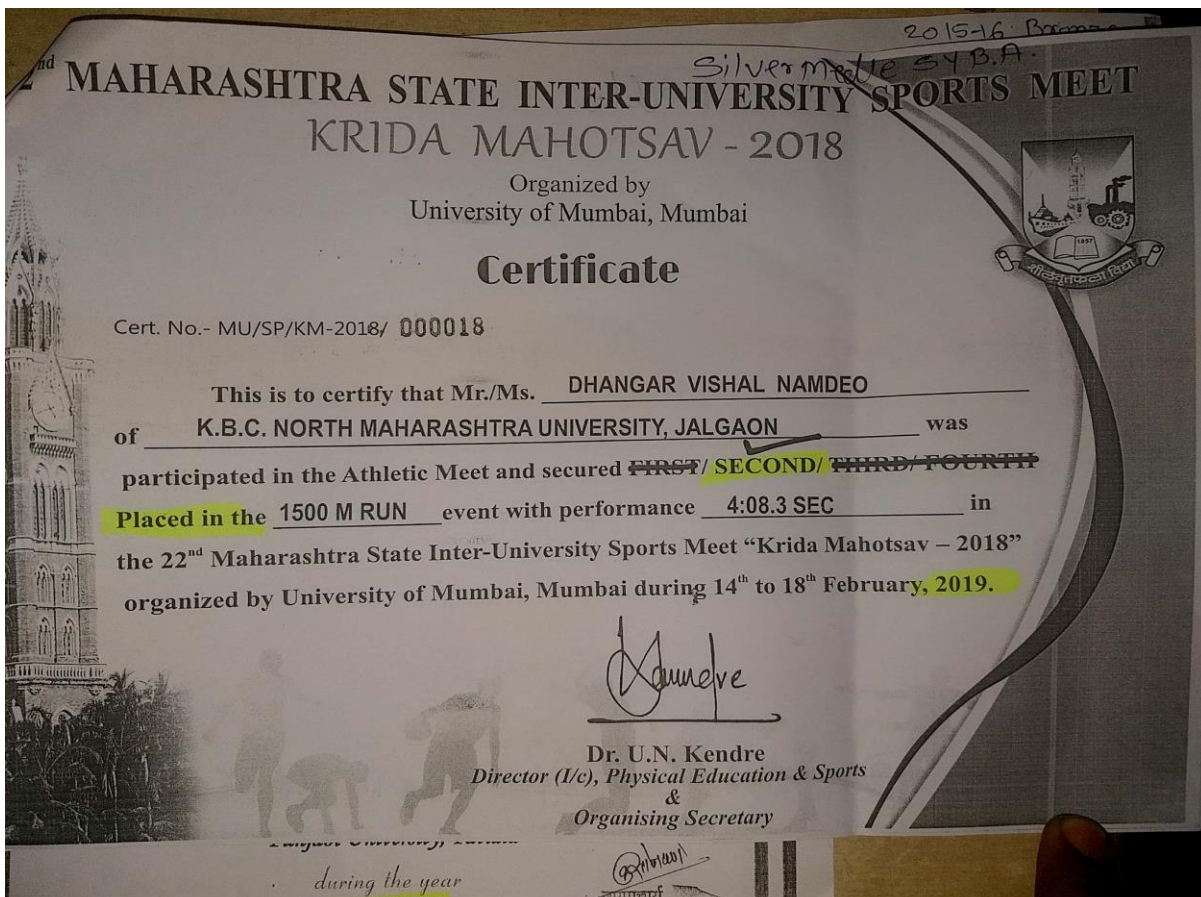 2015-16
Silver Medle S.Y.B.A.
2nd MAHARASHTRA STATE INTER-UNIVERSITY SPORTS MEET
KRIDA MAHOTSAV - 2018
Organized by
University of Mumbai, Mumbai
1857
शीलवृतफला विद्या
Certificate
Cert. No.- MU/SP/KM-2018/ 000018
This is to certify that Mr./Ms. DHANGAR VISHAL NAMDEO
of K.B.C. NORTH MAHARASHTRA UNIVERSITY, JALGAON was
participated in the Athletic Meet and secured FIRST/ SECOND/ THIRD/ FOURTH
Placed in the 1500 M RUN event with performance 4:08.3 SEC in
the 22nd Maharashtra State Inter-University Sports Meet “Krida Mahotsav – 2018”
organized by University of Mumbai, Mumbai during 14th to 18th February, 2019.
Dr. U.N. Kendre
Director (I/c), Physical Education & Sports
&
Organising Secretary
during the year